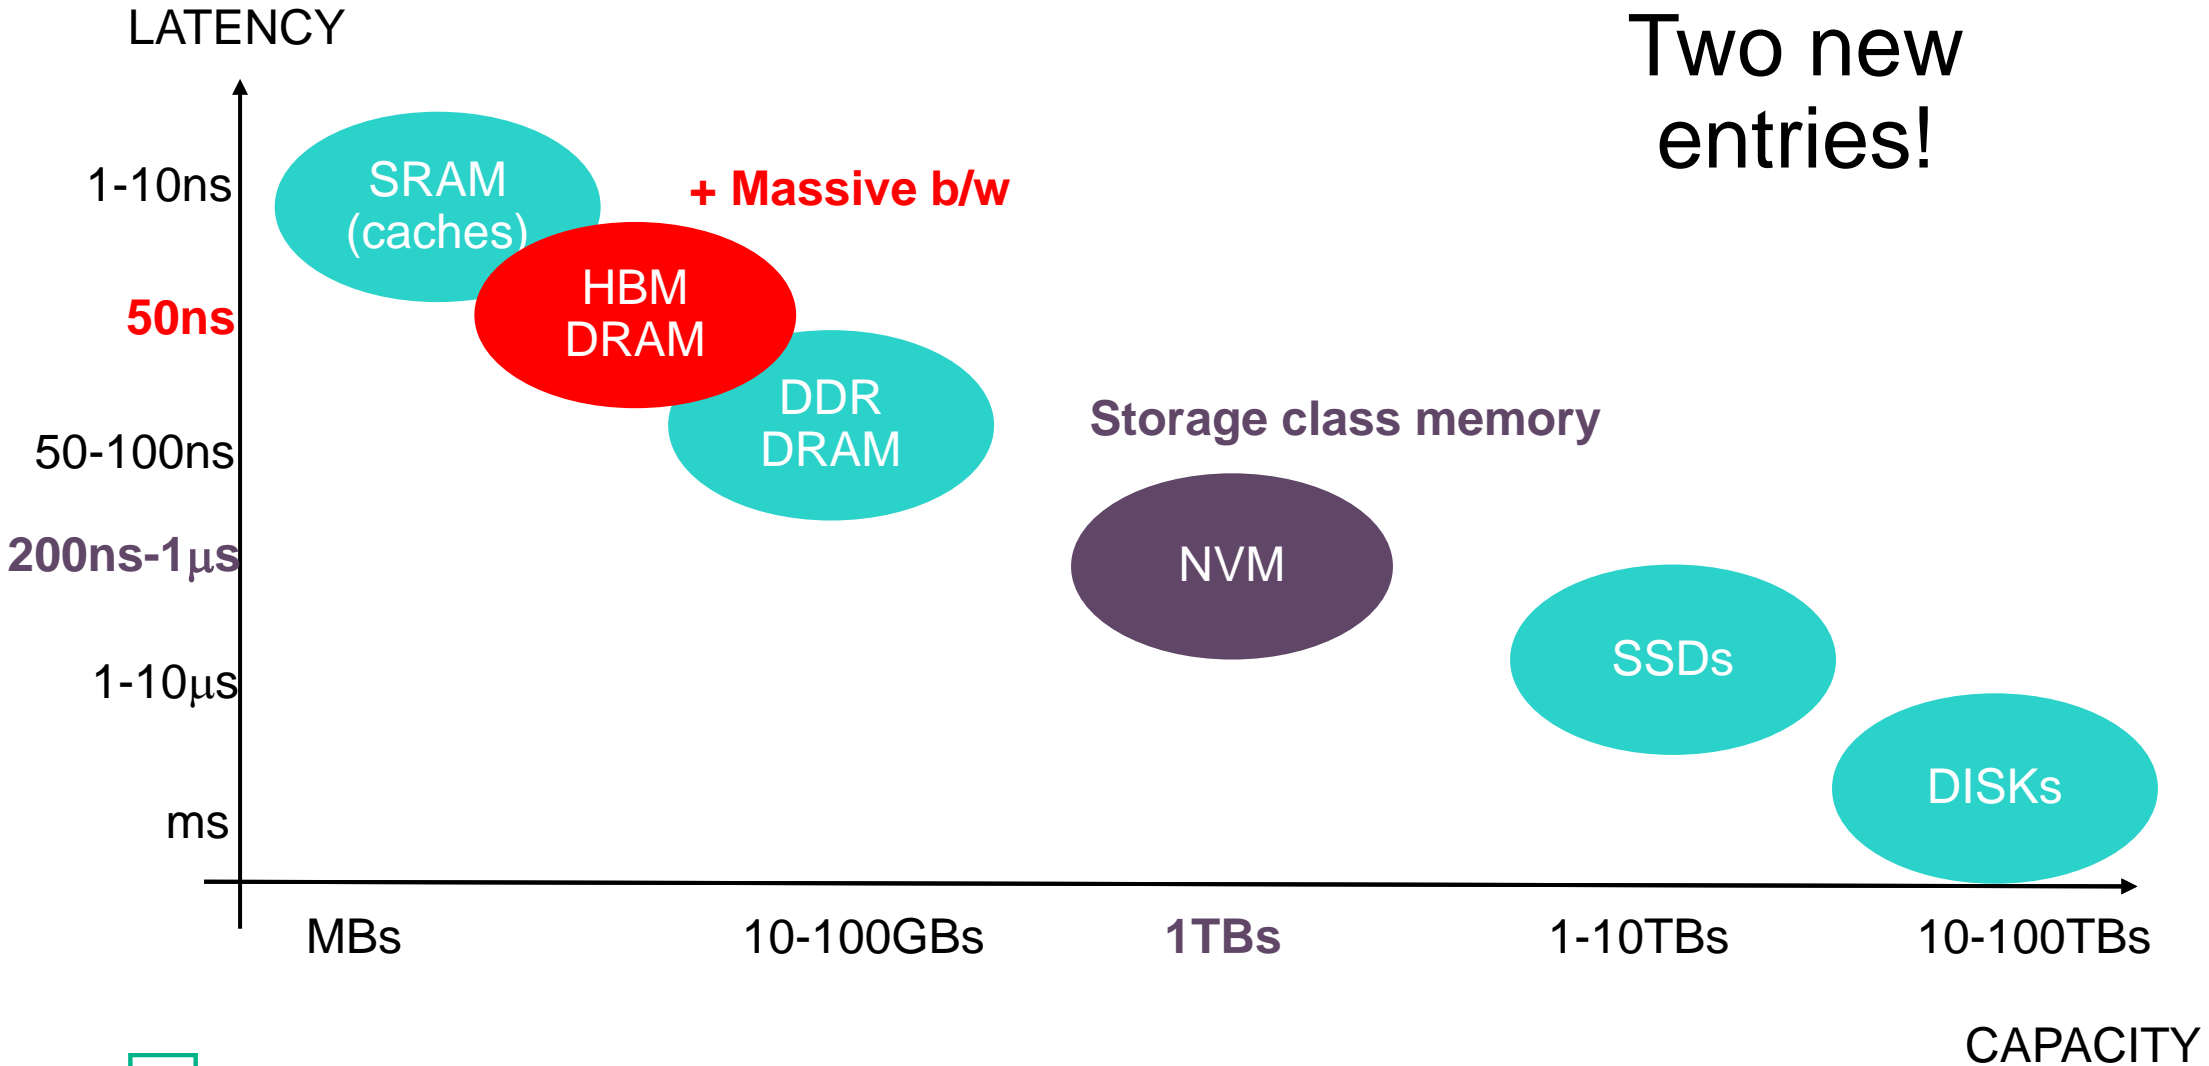 LATENCY
Two new
entries!
1-10ns
SRAM
(caches)
+ Massive b/w
50ns
HBM
DRAM
50-100ns
DDR
DRAM
Storage class memory
200ns-1μs
NVM
1-10μs
SSDs
ms
DISKs
MBs
10-100GBs
1TBs
1-10TBs
10-100TBs
CAPACITY